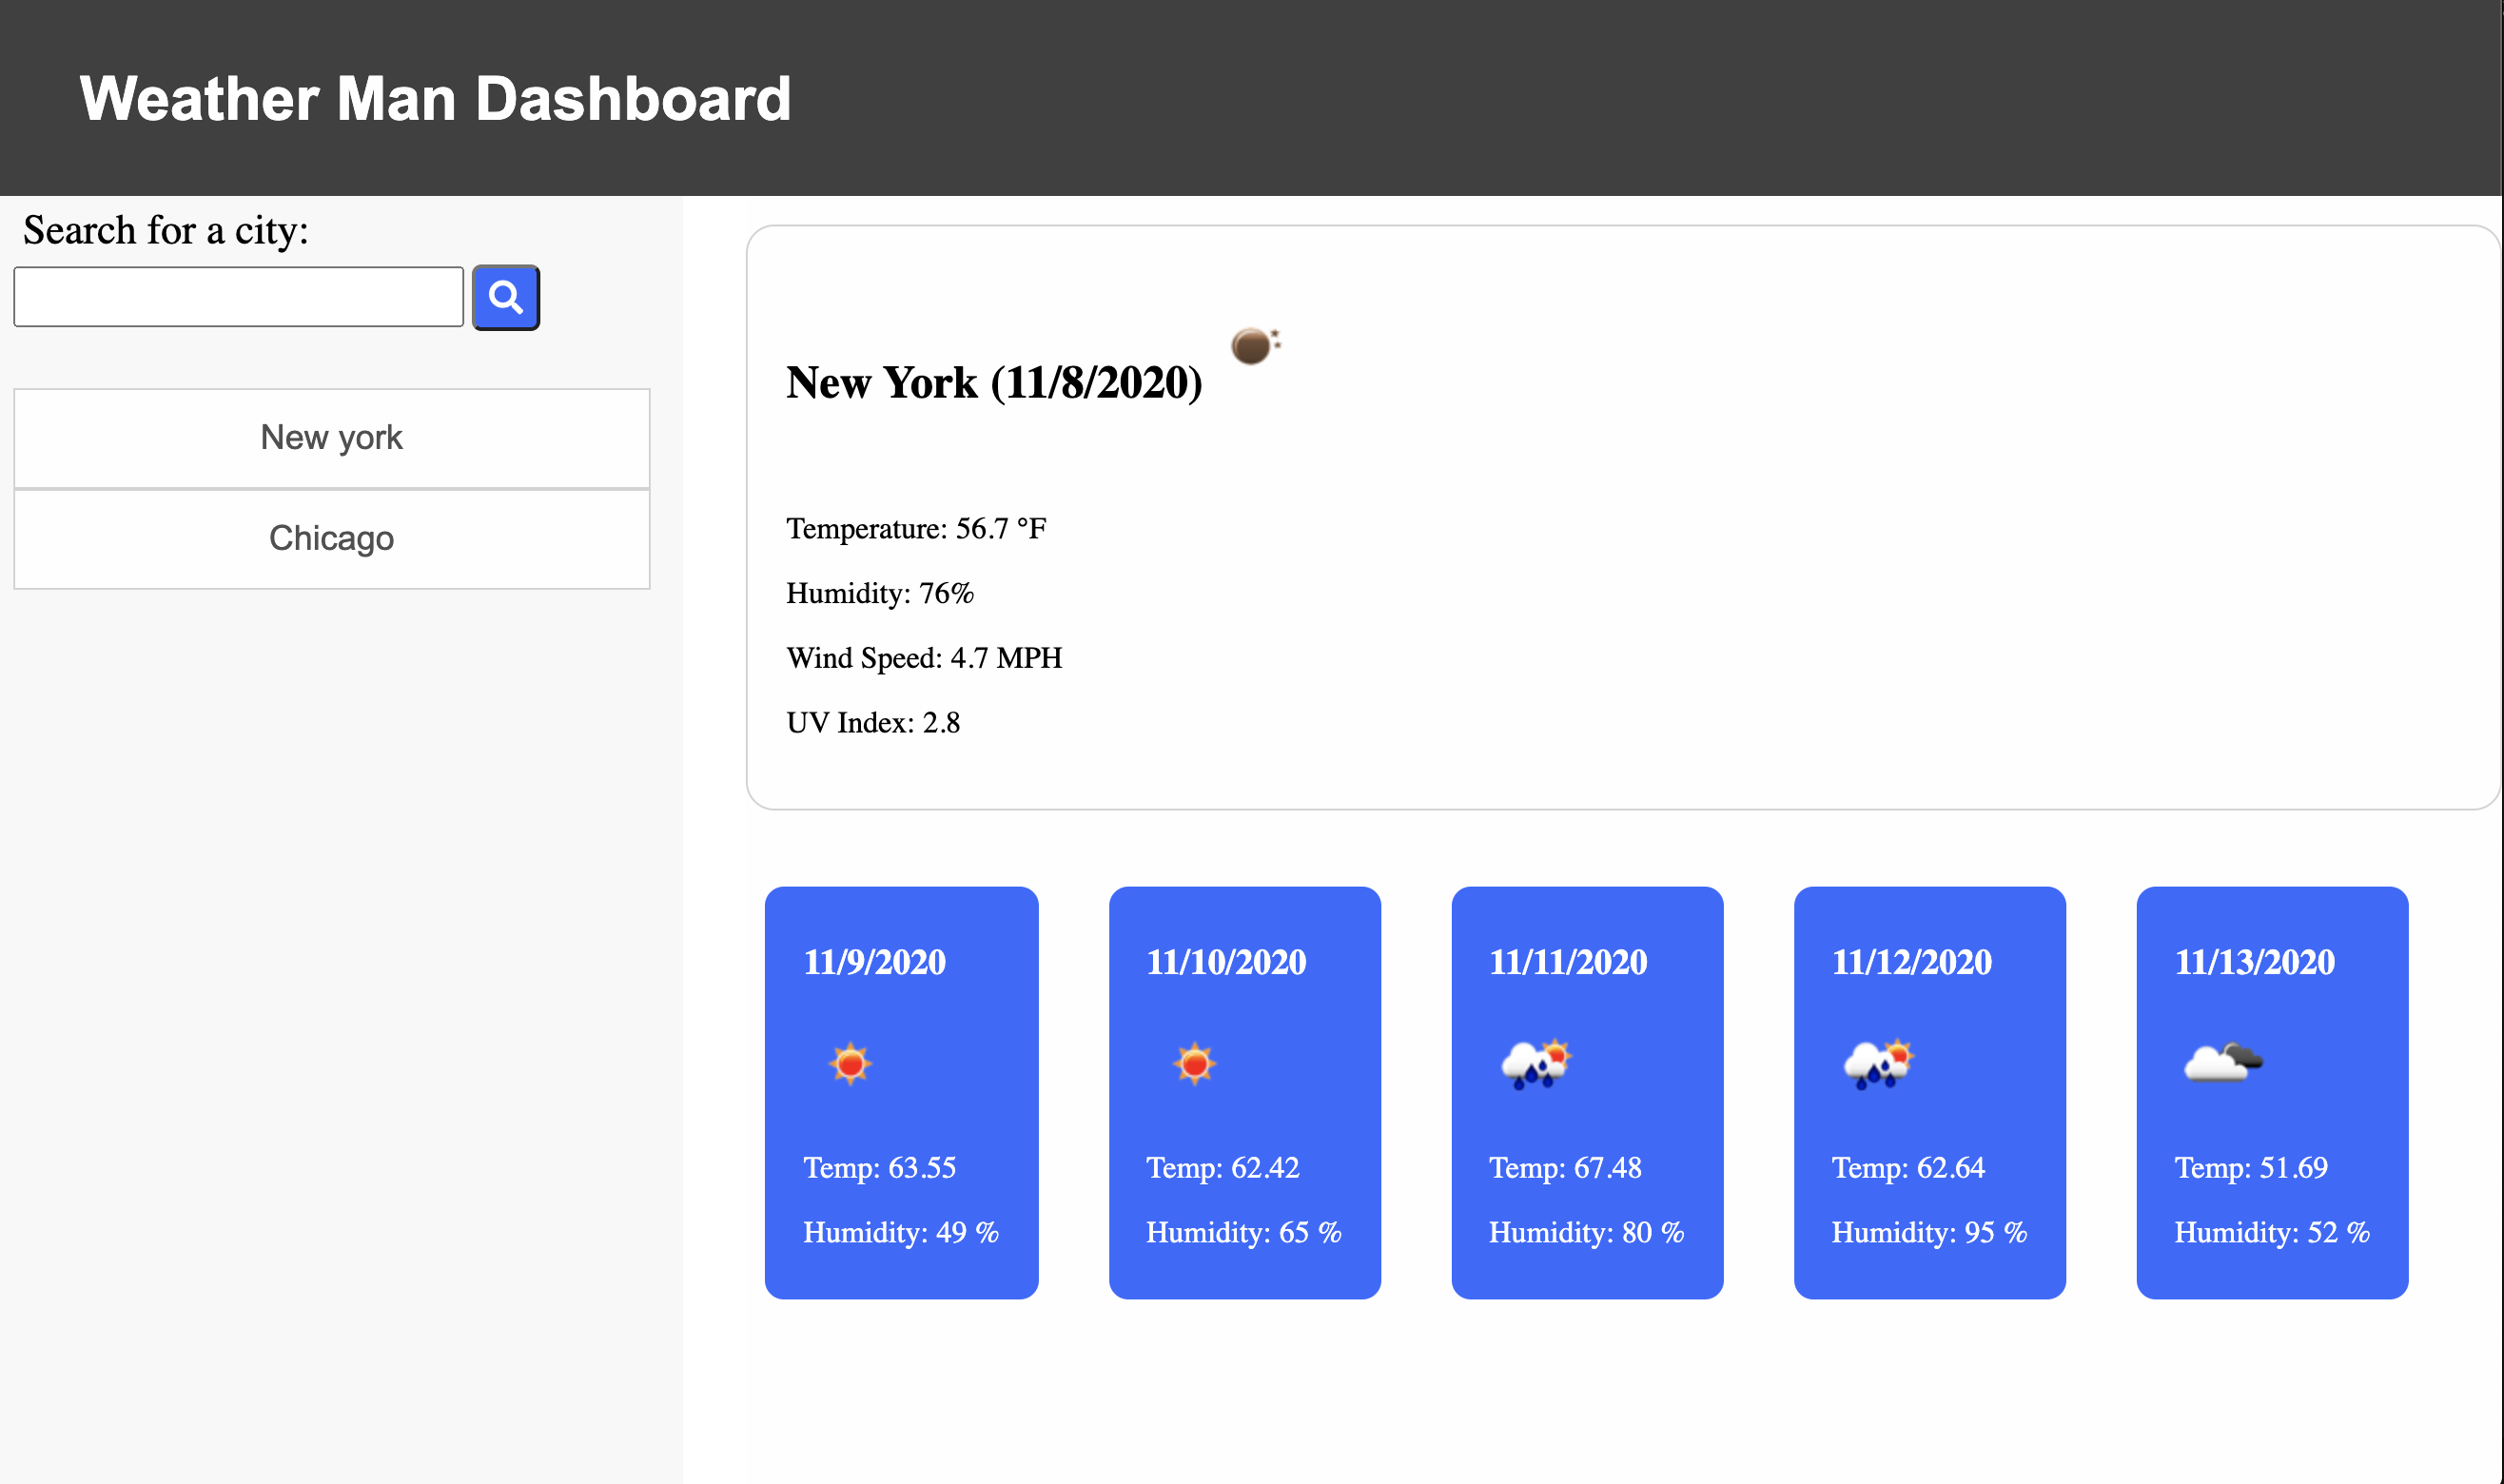 Weather Man Dashboard
Search for a city:
New york
Chicago
New York (11/8/2020)
Temperature: 56.7 °F
Humidity: 76%
Wind Speed: 4.7 MPH
UV Index: 2.8
11/9/2020
Temp: 63.55
Humidity: 49 %
11/10/2020
Temp: 62.42
Humidity: 65 %
11/11/2020
Temp: 67.48
Humidity: 80 %
11/12/2020
Temp: 62.64
Humidity: 95 %
11/13/2020
Temp: 51.69
Humidity: 52 %